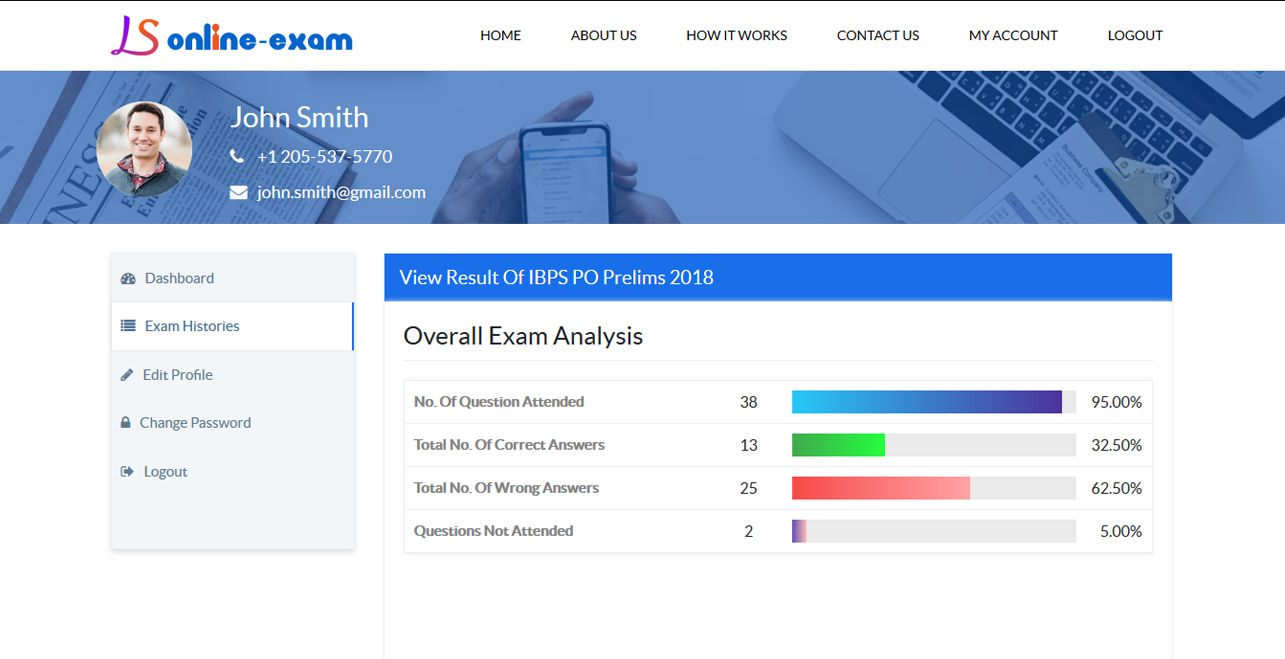 LS online-exam
HOME ABOUT US HOW IT WORKS CONTACT US MY ACCOUNT LOGOUT
John Smith
+1 205-537-5770
john.smith@gmail.com
Dashboard
Exam Histories
Edit Profile
Change Password
Logout
View Result Of IBPS PO Prelims 2018
Overall Exam Analysis
No. Of Question Attended 38 95.00%
Total No. Of Correct Answers 13 32.50%
Total No. Of Wrong Answers 25 62.50%
Questions Not Attended 2 5.00%